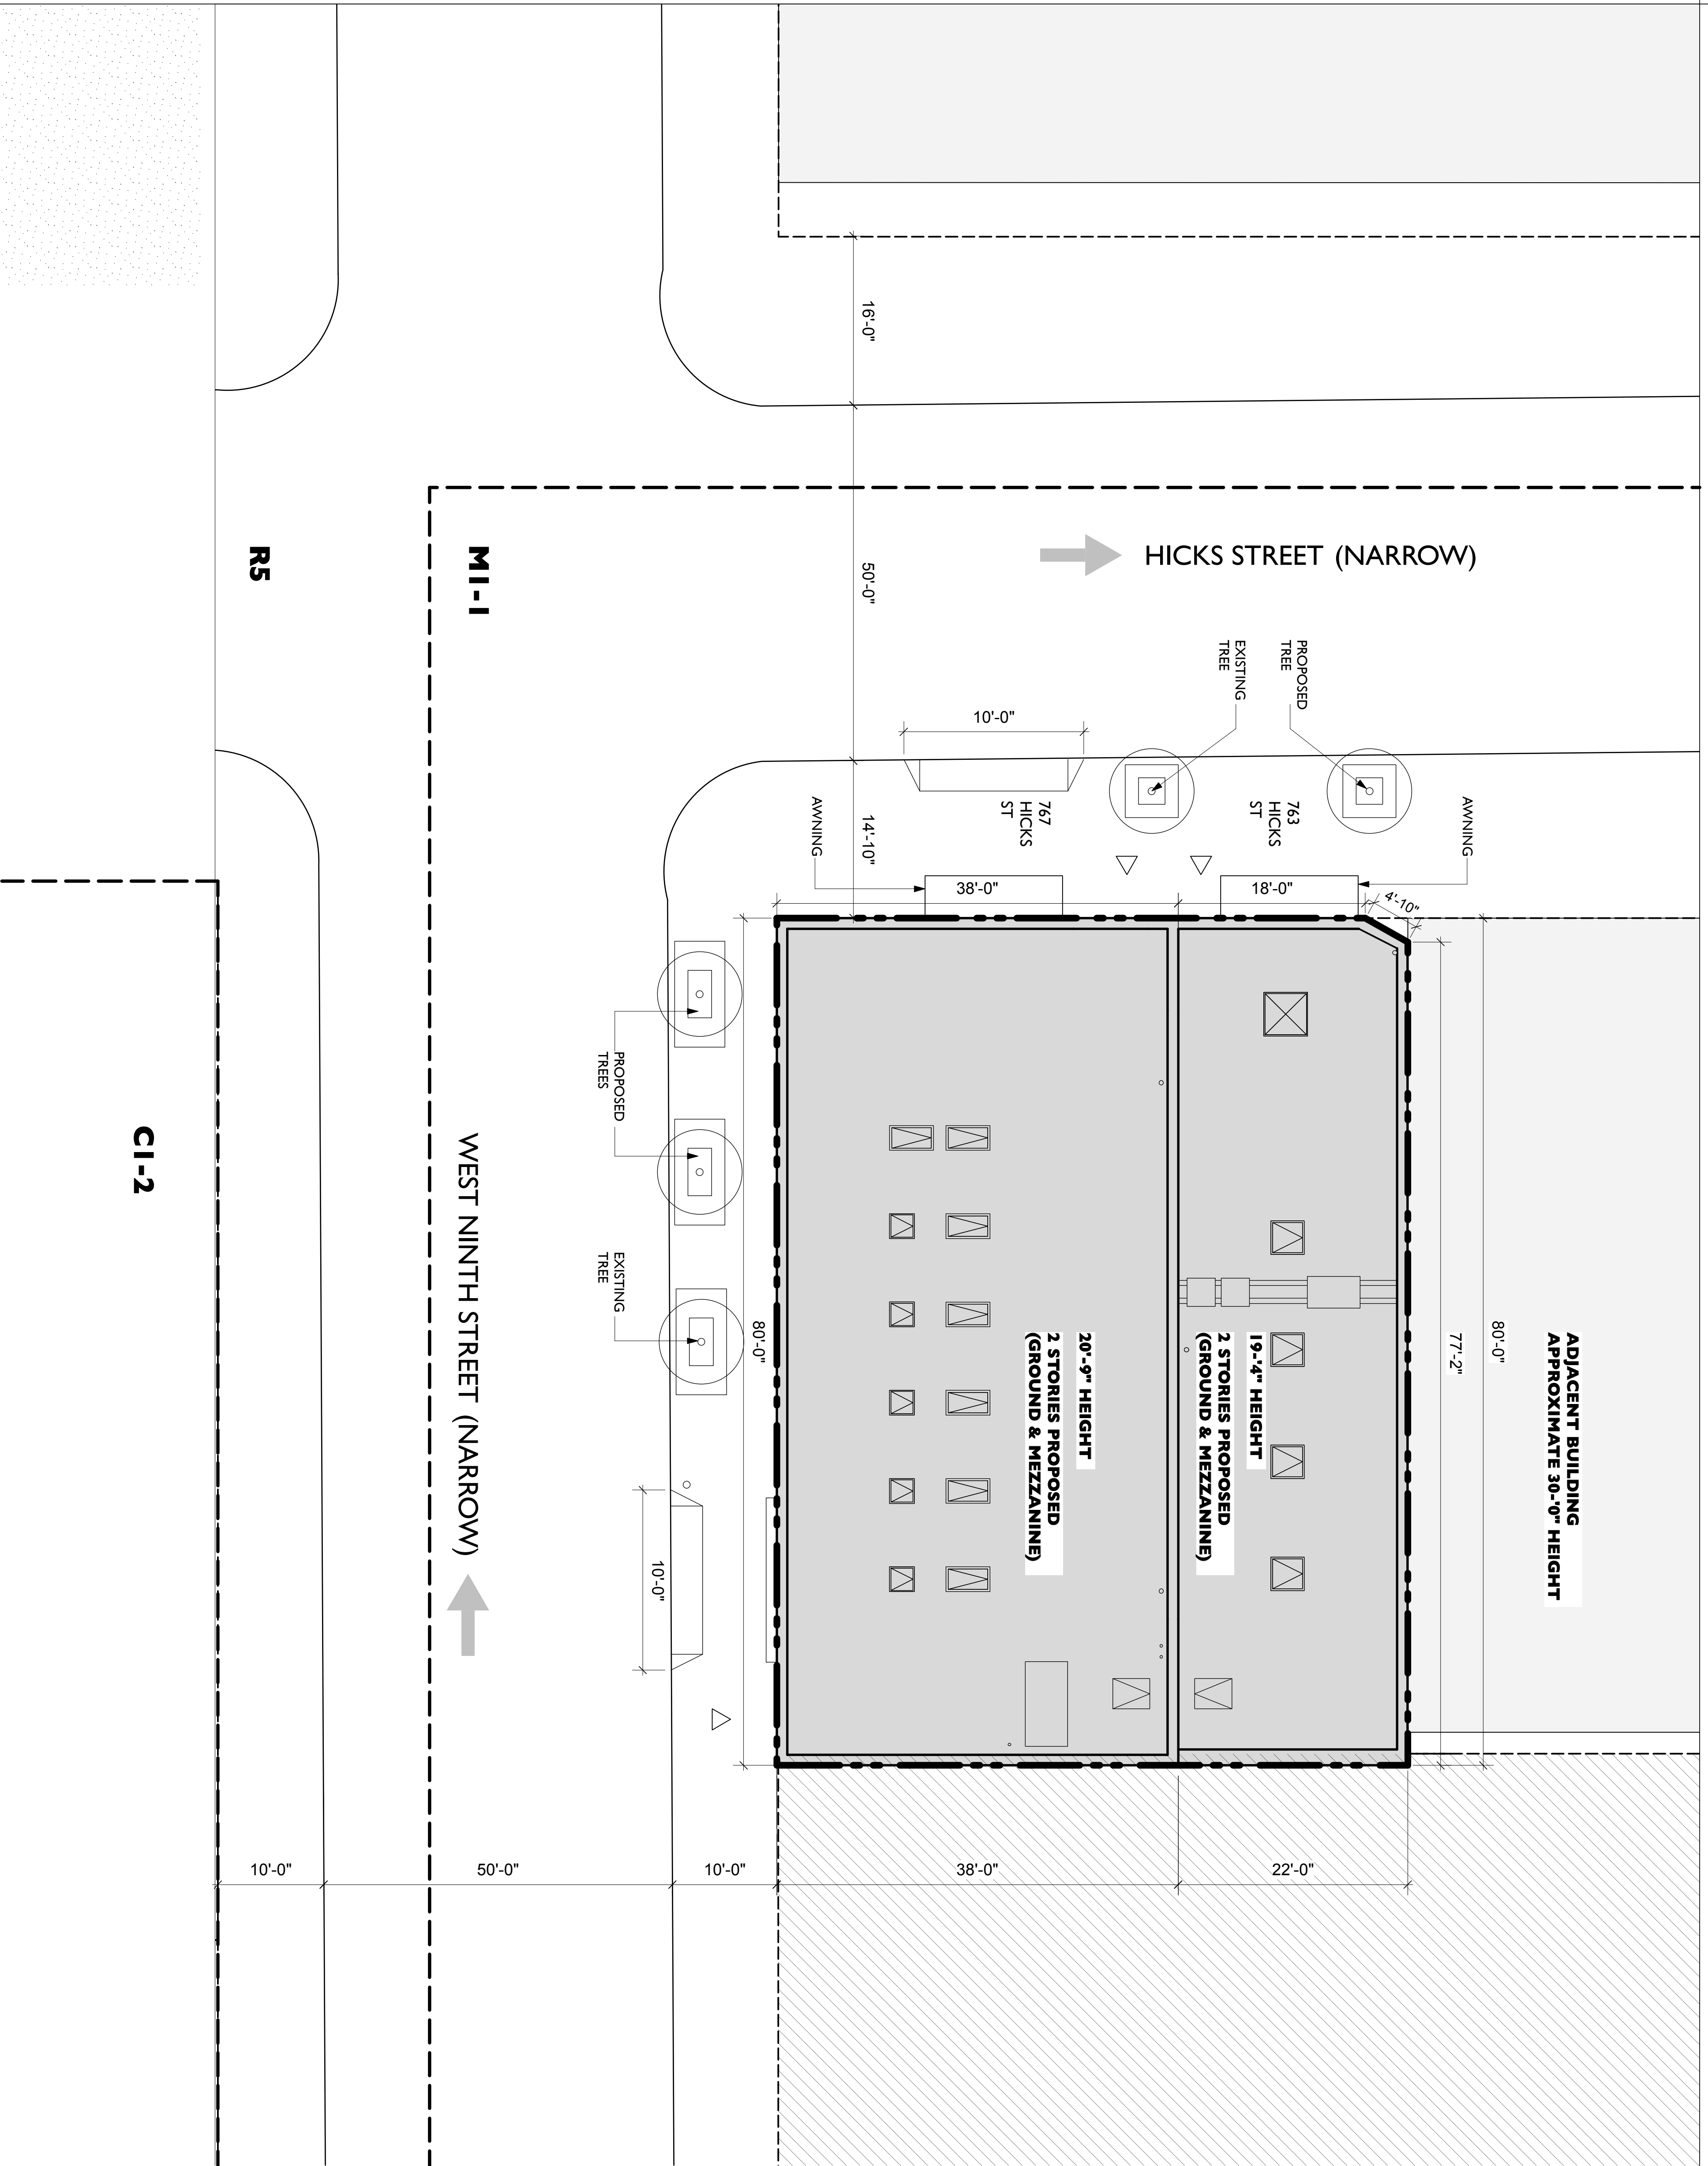 16'-0"
HICKS STREET (NARROW)
50'-0"
R5
M1-1
PROPOSED
TREE
EXISTING
TREE
10'-0"
AWNING
763
HICKS
ST
767
HICKS
ST
AWNING
14'-10"
38'-0"
18'-0"
4'-10"
PROPOSED
TREES
EXISTING
TREE
C1-2
WEST NINTH STREET (NARROW)
80'-0"
80'-0"
77'-2"
ADJACENT BUILDING
APPROXIMATE 30-'0" HEIGHT
19-'4" HEIGHT
2 STORIES PROPOSED
(GROUND & MEZZANINE)
20'-9" HEIGHT
2 STORIES PROPOSED
(GROUND & MEZZANINE)
10'-0"
10'-0"
50'-0"
10'-0"
38'-0"
22'-0"